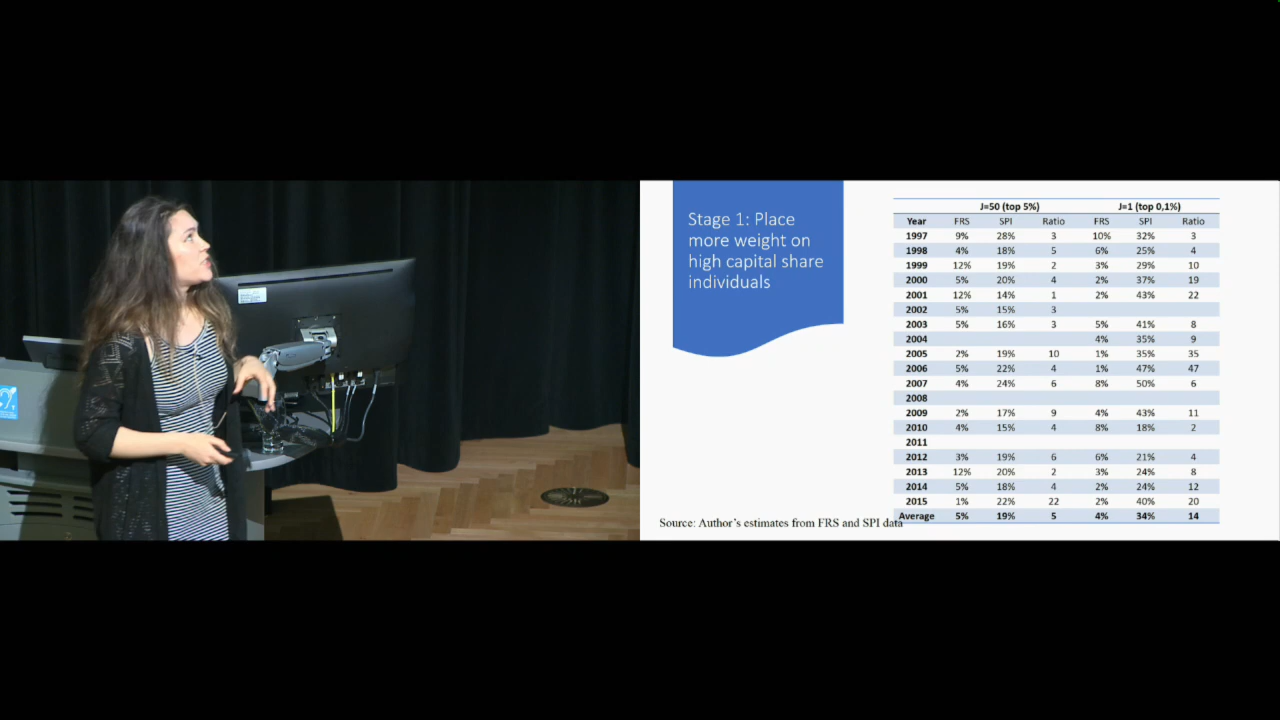 Stage 1: Place
more weight on
high capital share
individuals
J=50 (top 5%) J=1 (top 0,1%)
Year FRS SPI Ratio FRS SPI Ratio
1997 9% 28% 3 10% 32% 3
1998 4% 18% 5 6% 25% 4
1999 12% 19% 2 3% 29% 10
2000 5% 20% 4 2% 37% 19
2001 12% 14% 1 2% 43% 22
2002 5% 15% 3
2003 5% 16% 3 5% 41% 8
2004 4% 35% 9
2005 2% 19% 10 1% 35% 35
2006 5% 22% 4 1% 47% 47
2007 4% 24% 6 8% 50% 6
2008
2009 2% 17% 9 4% 43% 11
2010 4% 15% 4 8% 18% 2
2011
2012 3% 19% 6 6% 21% 4
2013 12% 20% 2 3% 24% 8
2014 5% 18% 4 2% 24% 12
2015 1% 22% 22 2% 40% 20
Average 5% 19% 5 4% 34% 14
Source: Author's estimates from FRS and SPI data